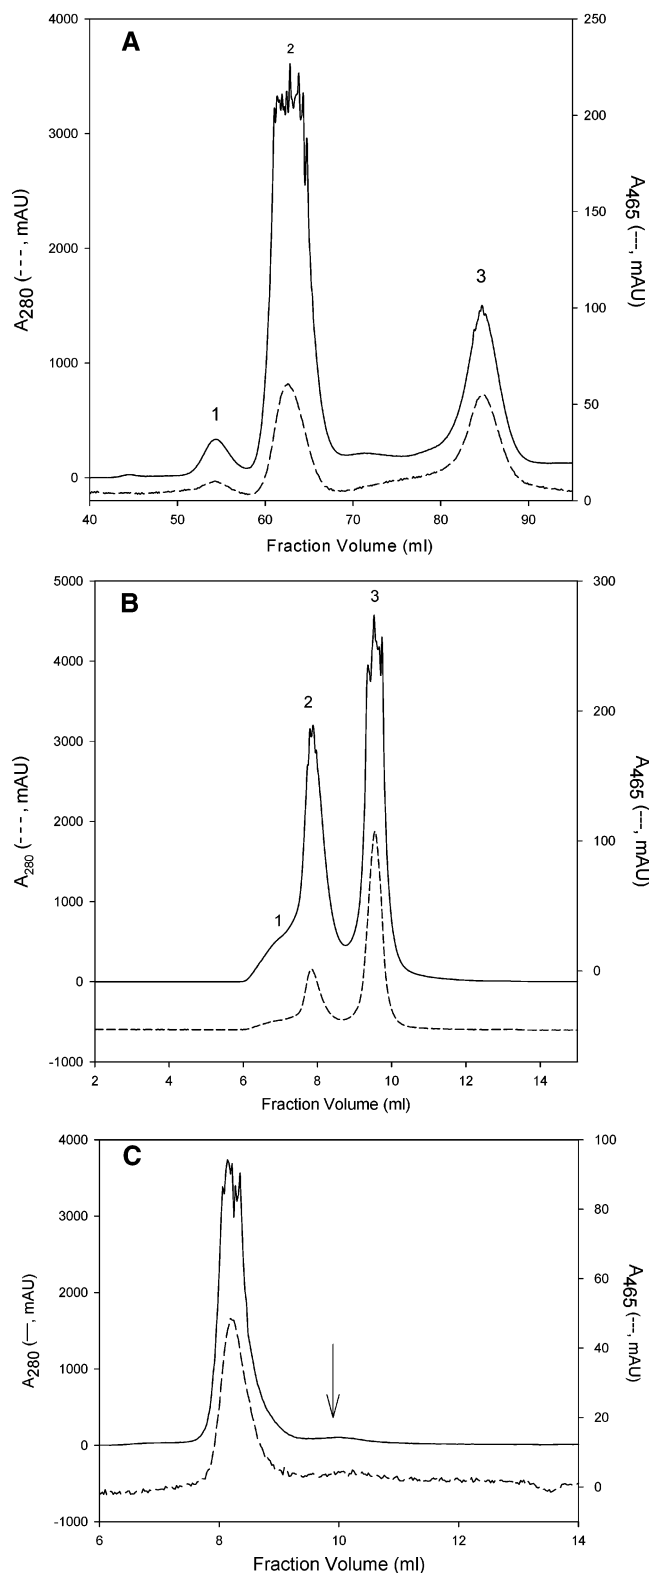 A
4000
3000
2000
1000
0
250
200
150
100
50
0
1
2
3
A280 (- - -, mAU)
A465 (---, mAU)
40 50 60 70 80 90
Fraction Volume (ml)
B
5000
4000
3000
2000
1000
0
-1000
300
200
100
0
1
2
3
A280 (- - -, mAU)
A465 (---, mAU)
2 4 6 8 10 12 14
Fraction Volume (ml)
C
4000
3000
2000
1000
0
-1000
100
80
60
40
20
0
A280 (—, mAU)
A465 (---, mAU)
6 8 10 12 14
Fraction Volume (ml)